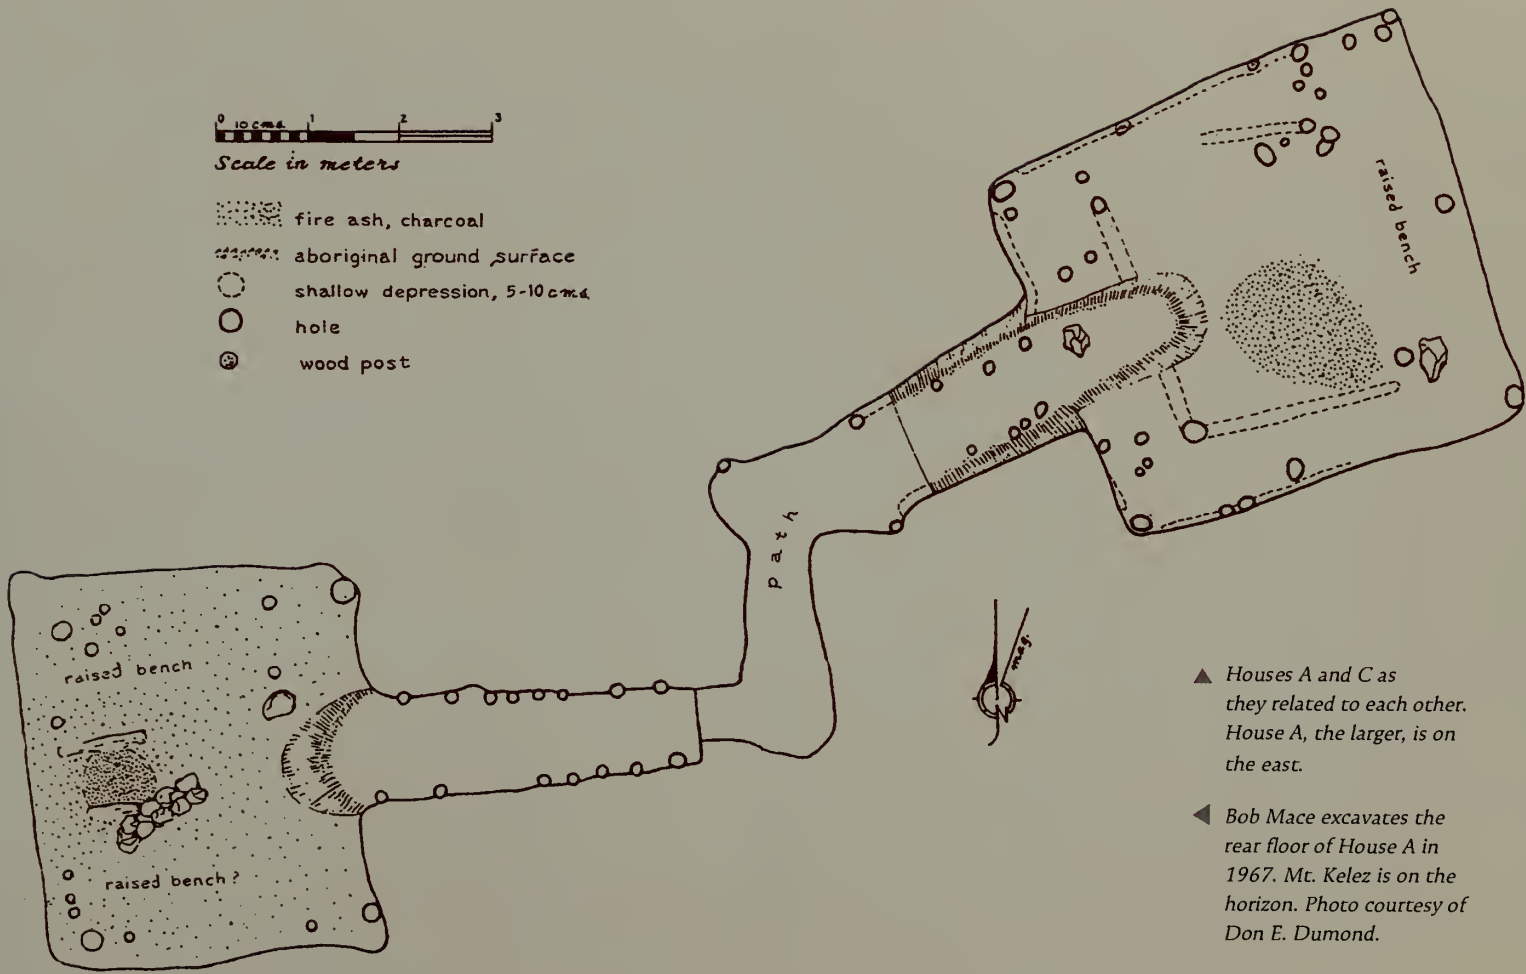 0 10 cms. 1 2 3
Scale in meters
fire ash, charcoal
aboriginal ground surface
shallow depression, 5-10 cms.
hole
wood post
raised bench
path
mag.
raised bench
raised bench?
▲ Houses A and C as
they related to each other.
House A, the larger, is on
the east.
◀ Bob Mace excavates the
rear floor of House A in
1967. Mt. Kelez is on the
horizon. Photo courtesy of
Don E. Dumond.